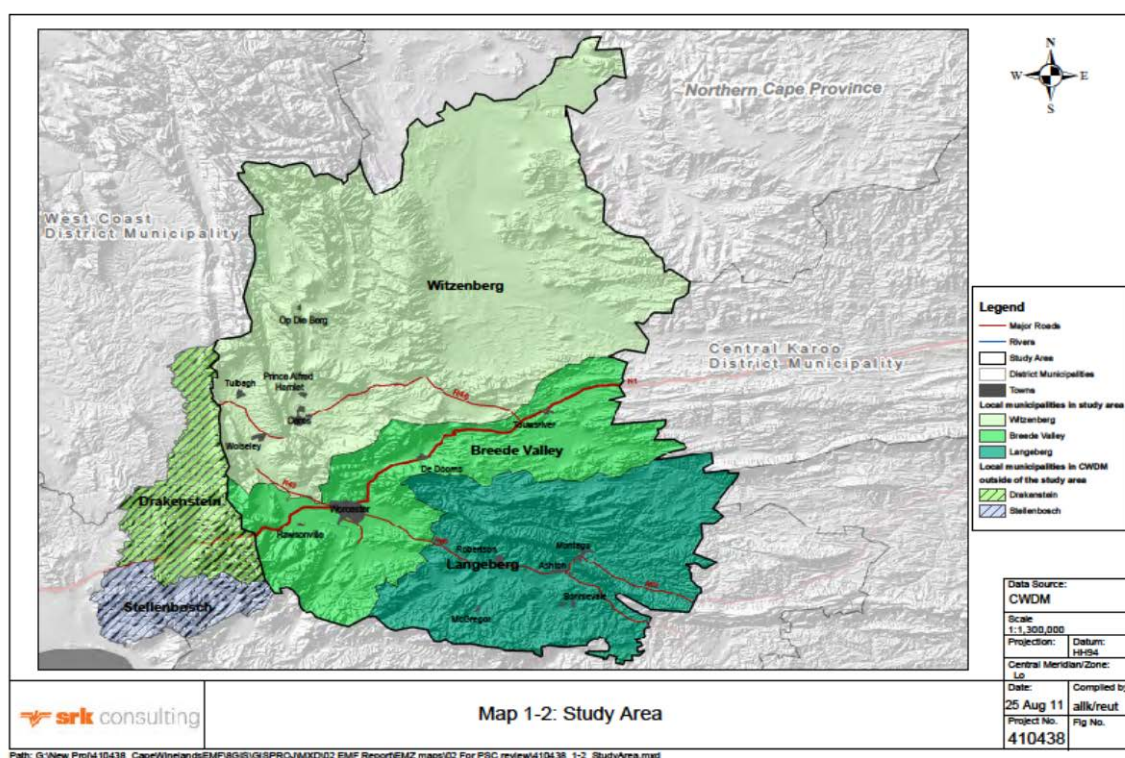 N
W E
S
Northern Cape Province
West Coast
District Municipality
Witzenberg
Op Die Berg
Central Karoo
District Municipality
Prince Alfred
Hamlet
Tulbagh
Ceres
R46
N1
Touwsriver
Wolseley
Breede Valley
De Dooms
R43
Drakenstein
Worcester
Rawsonville
Robertson
Montagu
Langeberg
Ashton
R62
Stellenbosch
Bonnievale
McGregor
Legend
Major Roads
Rivers
Study Area
District Municipalities
Towns
Local municipalities in study area
Witzenberg
Breede Valley
Langeberg
Local municipalities in CWDM
outside of the study area
Drakenstein
Stellenbosch
Data Source:
CWDM
Scale
1:1,300,000
Projection: Datum:
HH94
Central Meridian/Zone:
Lo
Date: Compiled by
25 Aug 11 allk/reut
Project No. Fig No.
410438
srk consulting
Map 1-2: Study Area